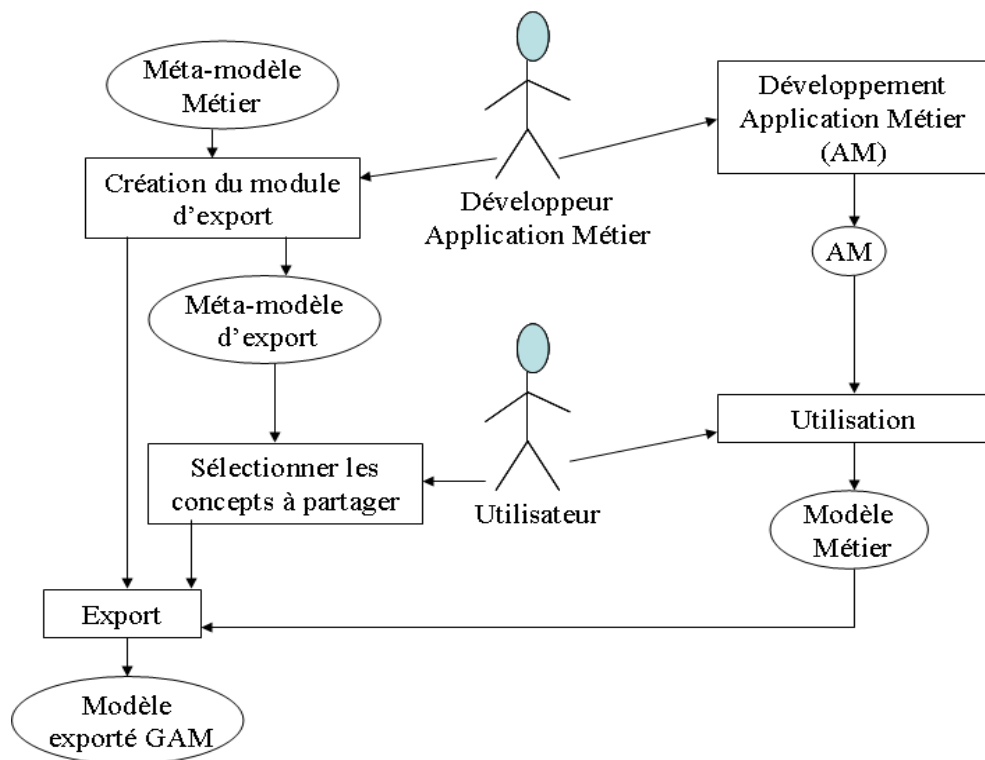 Méta-modèle
Métier
Développement
Application Métier
(AM)
Création du module
d'export
Développeur
Application Métier
AM
Méta-modèle
d'export
Utilisation
Sélectionner les
concepts à partager
Utilisateur
Modèle
Métier
Export
Modèle
exporté GAM